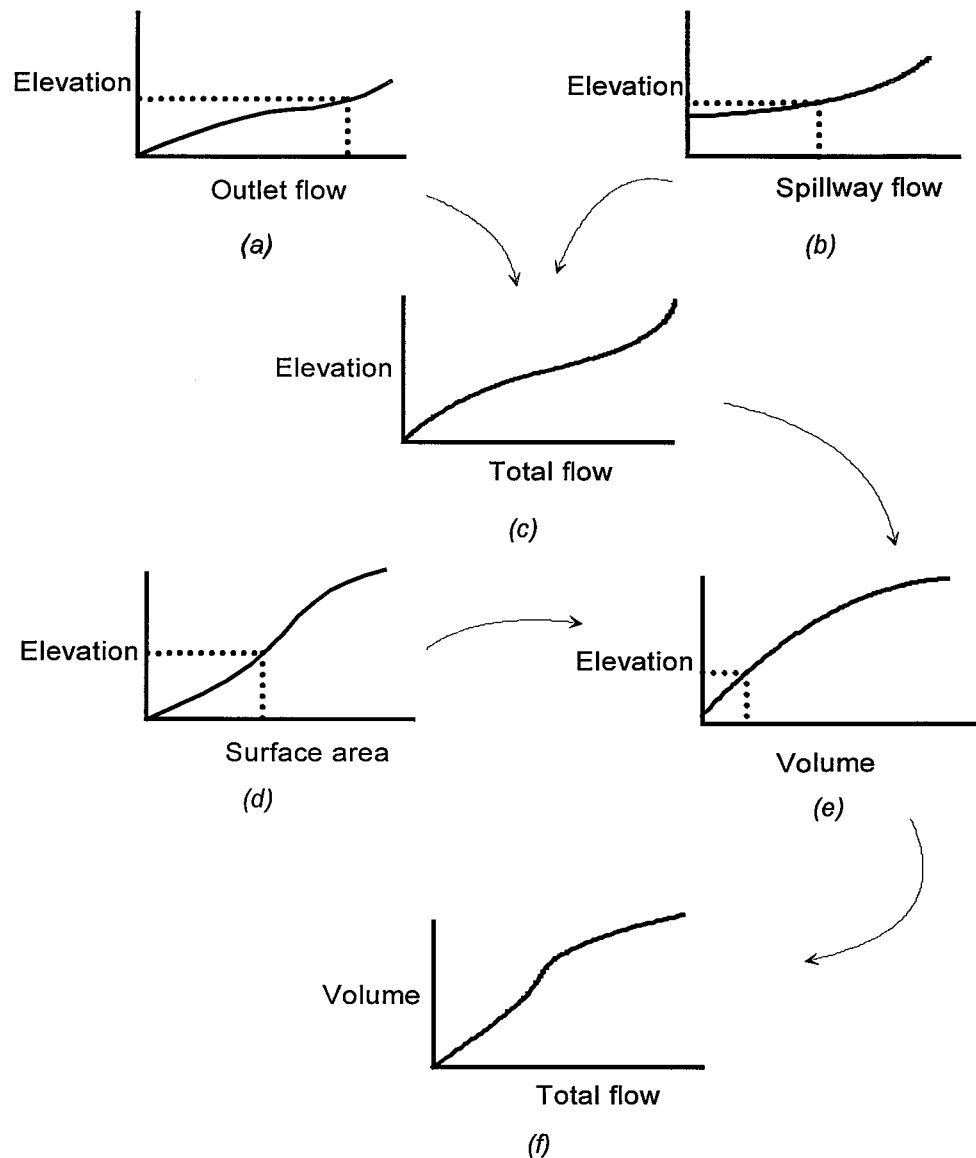 Elevation
Outlet flow
(a)
Elevation
Spillway flow
(b)
Elevation
Total flow
(c)
Elevation
Surface area
(d)
Elevation
Volume
(e)
Volume
Total flow
(f)